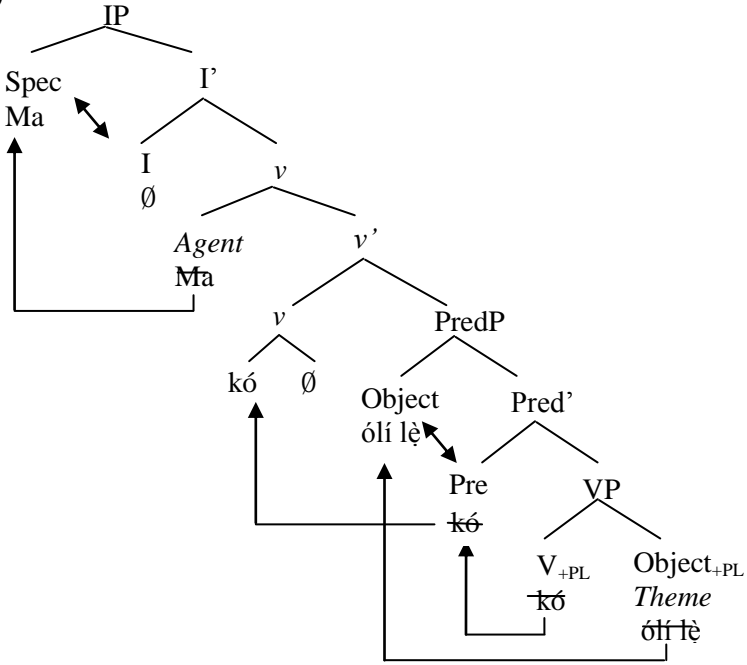 IP
Spec
I’
Ma
I
v
Ø
Agent
v’
Ma
v
PredP
kó
Ø
Object
Pred’
ólí lẹ̀
Pre
VP
kó
V+PL
Object+PL
kó
Theme
ólí lẹ̀